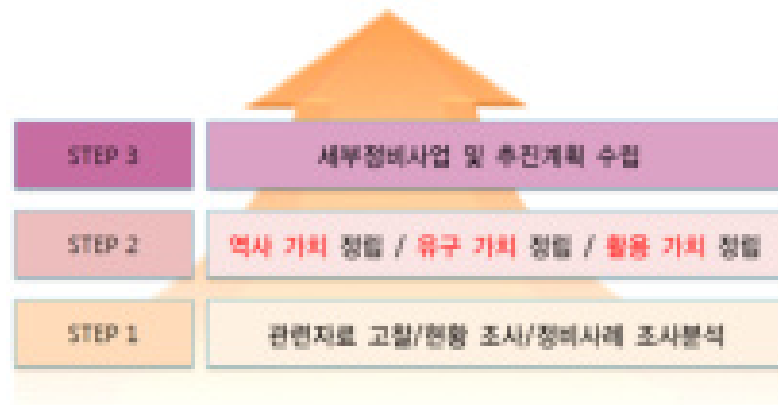 STEP 3
세부정비사업 및 추진계획 수립
STEP 2
역사 가치 정립 / 유구 가치 정립 / 활용 가치 정립
STEP 1
관련자료 고찰/현황 조사/정비사례 조사분석